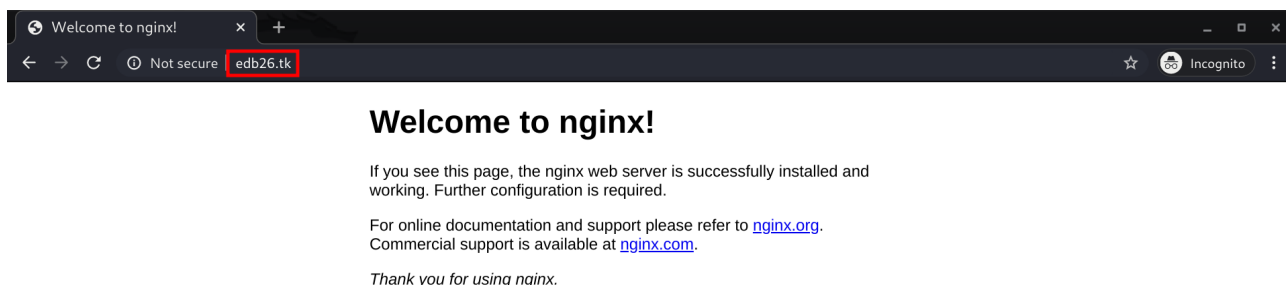 Welcome to nginx!
Not secure edb26.tk Incognito
Welcome to nginx!
If you see this page, the nginx web server is successfully installed and
working. Further configuration is required.
For online documentation and support please refer to nginx.org.
Commercial support is available at nginx.com.
Thank you for using nginx.